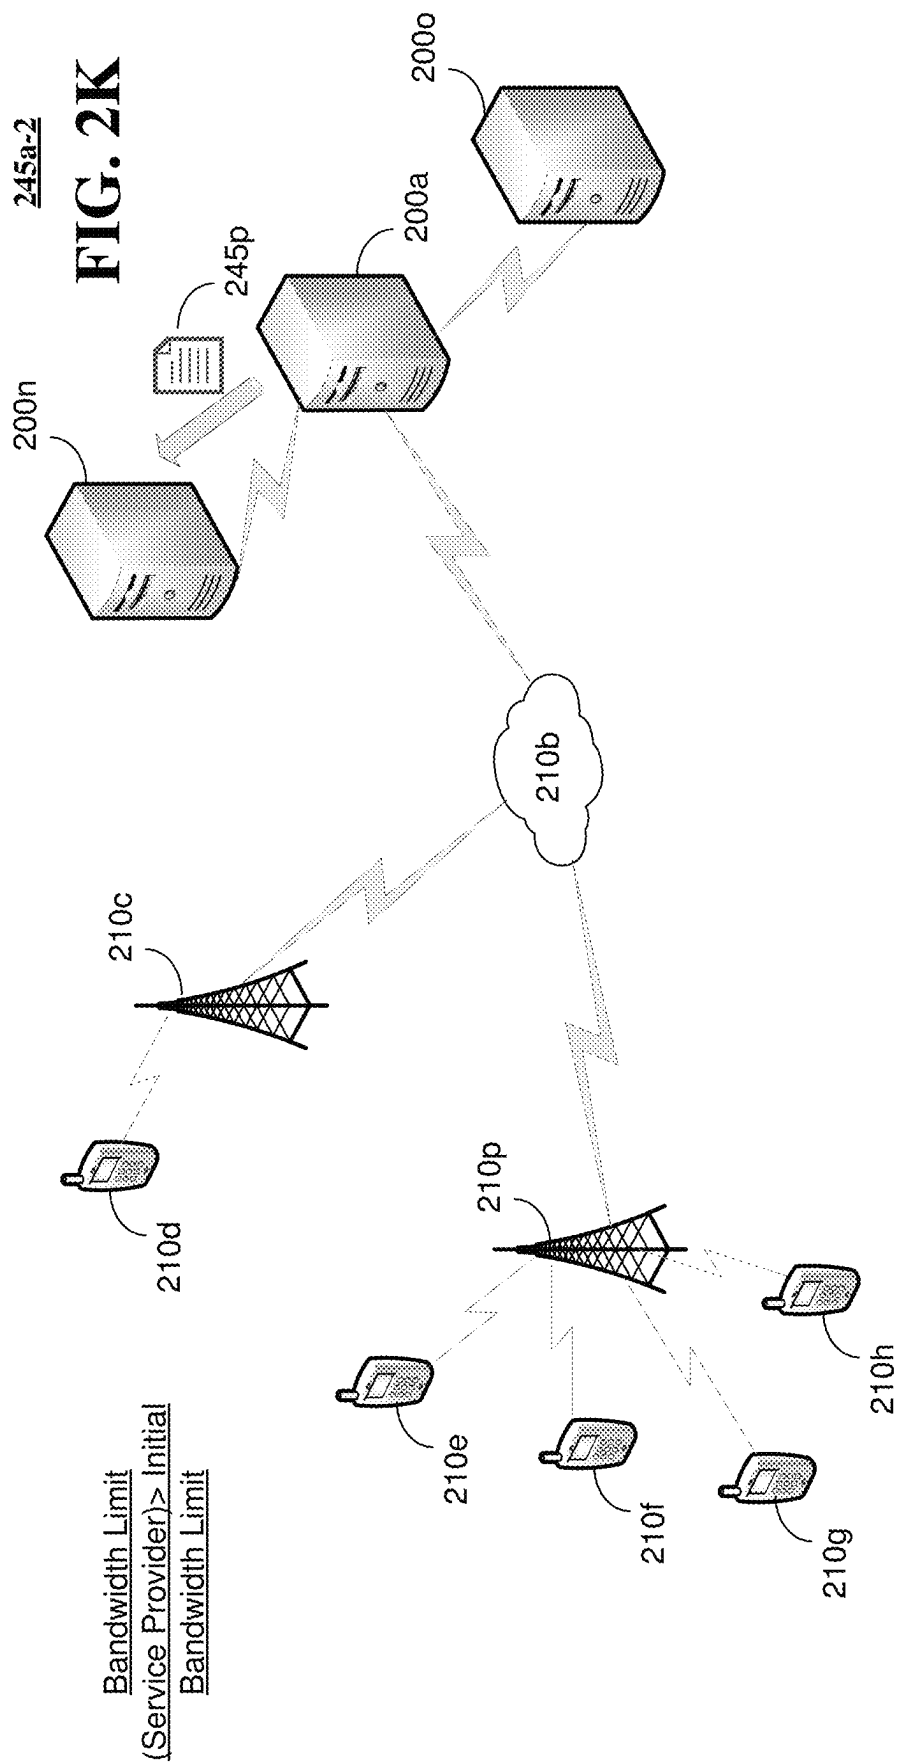 Bandwidth Limit
(Service Provider)> Initial
Bandwidth Limit
210d
210c
210e
210f
210g
210h
210p
210b
200n
245p
200a
200o
245a-2
FIG. 2K